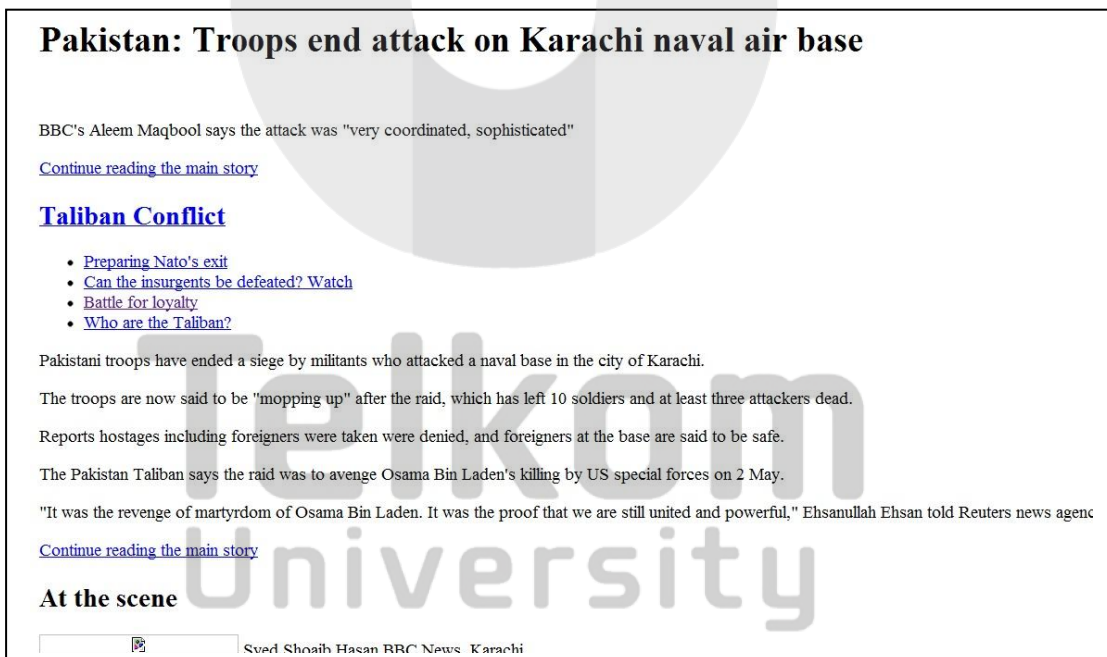 Pakistan: Troops end attack on Karachi naval air base
BBC's Aleem Maqbool says the attack was "very coordinated, sophisticated"
Continue reading the main story
Taliban Conflict
Preparing Nato's exit
Can the insurgents be defeated? Watch
Battle for loyalty
Who are the Taliban?
Pakistani troops have ended a siege by militants who attacked a naval base in the city of Karachi.
The troops are now said to be "mopping up" after the raid, which has left 10 soldiers and at least three attackers dead.
Reports hostages including foreigners were taken were denied, and foreigners at the base are said to be safe.
The Pakistan Taliban says the raid was to avenge Osama Bin Laden's killing by US special forces on 2 May.
"It was the revenge of martyrdom of Osama Bin Laden. It was the proof that we are still united and powerful," Ehsanullah Ehsan told Reuters news agenc
Continue reading the main story
At the scene
Syed Shoaib Hasan BBC News, Karachi
Telkom
University